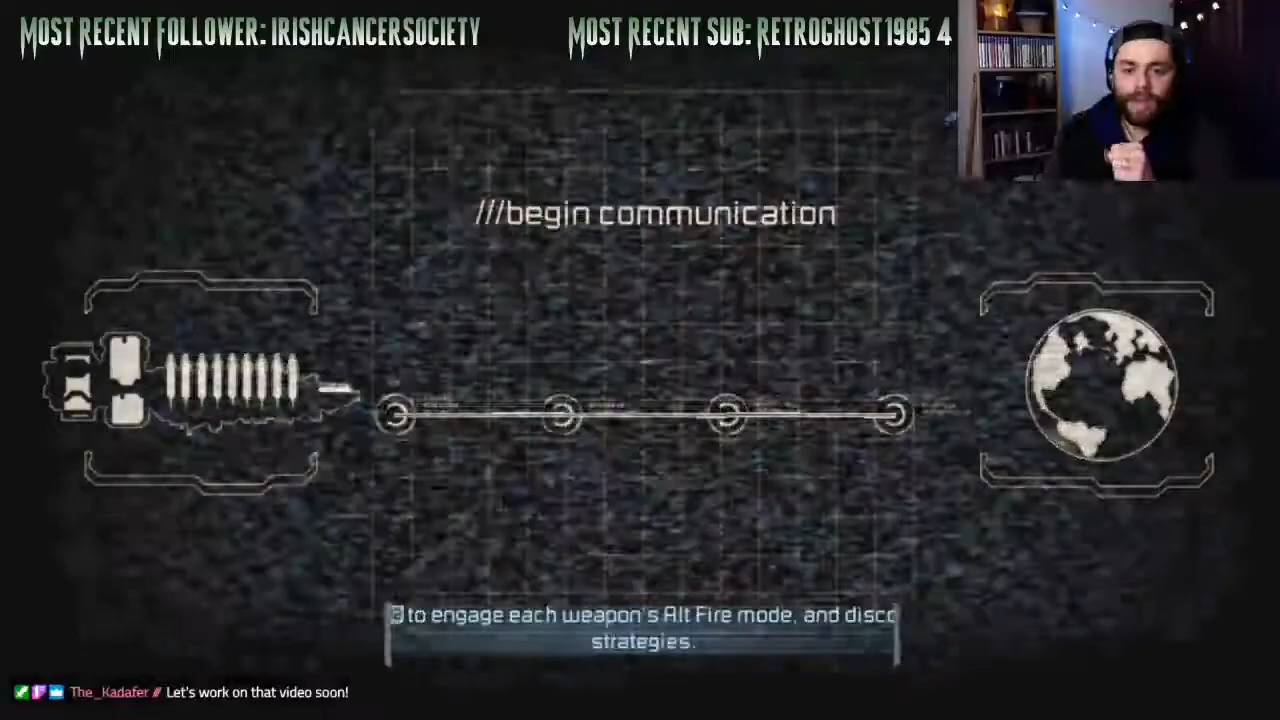 Most Recent Follower: Irishcancersociety
Most Recent Sub: Retroghost1985 4
///begin communication
to engage each weapon's Alt Fire mode, and disc
strategies.
The_Kadafer // Let's work on that video soon!